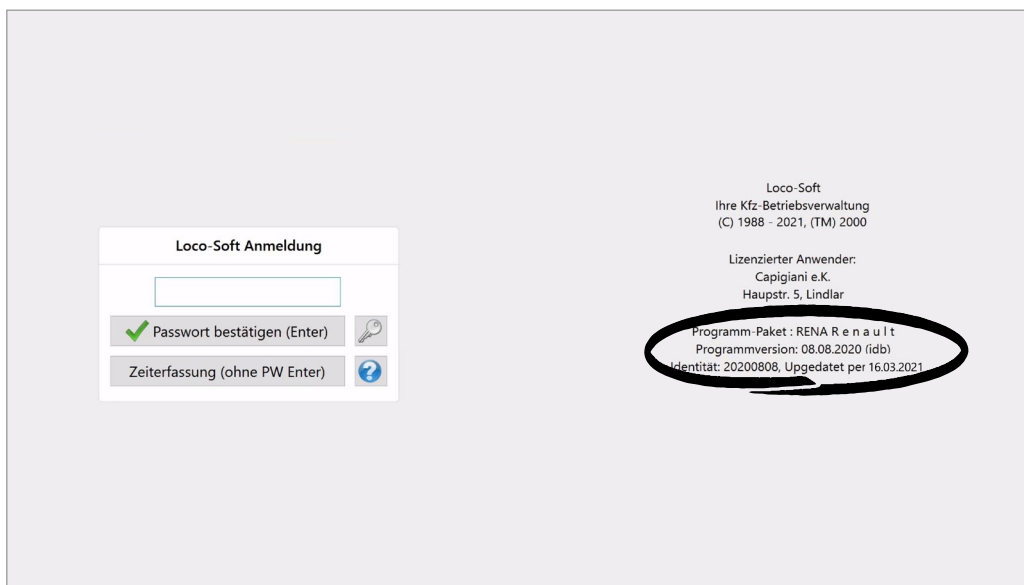 Loco-Soft
Ihre Kfz-Betriebsverwaltung
(C) 1988 - 2021, (TM) 2000
Lizenzierter Anwender:
Capigiani e.K.
Haupstr. 5, Lindlar
Programm-Paket : RENA R e n a u l t
Programmversion: 08.08.2020 (idb)
Identität: 20200808, Upgedatet per 16.03.2021
Loco-Soft Anmeldung
Passwort bestätigen (Enter)
Zeiterfassung (ohne PW Enter)
?